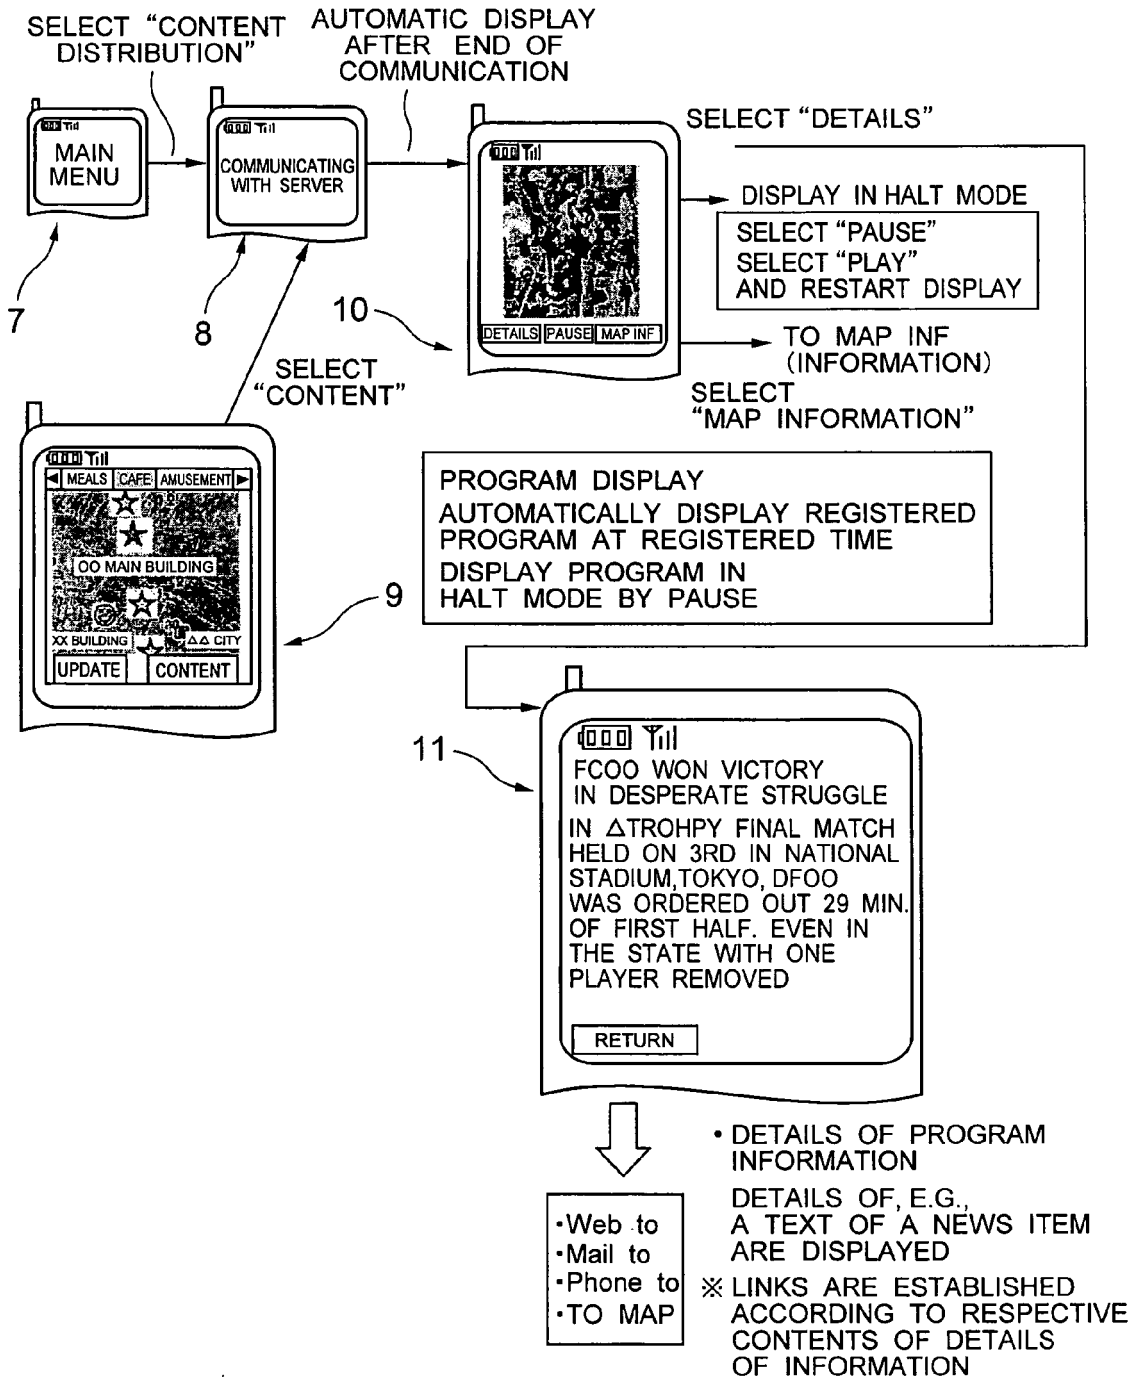 SELECT “CONTENT
DISTRIBUTION”
AUTOMATIC DISPLAY
AFTER END OF
COMMUNICATION
MAIN
MENU
7
COMMUNICATING
WITH SERVER
8
SELECT
“CONTENT”
DETAILS PAUSE MAP INF
10
SELECT “DETAILS”
DISPLAY IN HALT MODE
SELECT “PAUSE”
SELECT “PLAY”
AND RESTART DISPLAY
TO MAP INF
(INFORMATION)
SELECT
“MAP INFORMATION”
MEALS CAFE AMUSEMENT
OO MAIN BUILDING
XX BUILDING △△ CITY
UPDATE CONTENT
9
PROGRAM DISPLAY
AUTOMATICALLY DISPLAY REGISTERED
PROGRAM AT REGISTERED TIME
DISPLAY PROGRAM IN
HALT MODE BY PAUSE
11
FCOO WON VICTORY
IN DESPERATE STRUGGLE
IN △TROHPY FINAL MATCH
HELD ON 3RD IN NATIONAL
STADIUM,TOKYO, DFOO
WAS ORDERED OUT 29 MIN.
OF FIRST HALF. EVEN IN
THE STATE WITH ONE
PLAYER REMOVED
RETURN
・Web to
・Mail to
・Phone to
・TO MAP
• DETAILS OF PROGRAM
INFORMATION
DETAILS OF, E.G.,
A TEXT OF A NEWS ITEM
ARE DISPLAYED
※ LINKS ARE ESTABLISHED
ACCORDING TO RESPECTIVE
CONTENTS OF DETAILS
OF INFORMATION